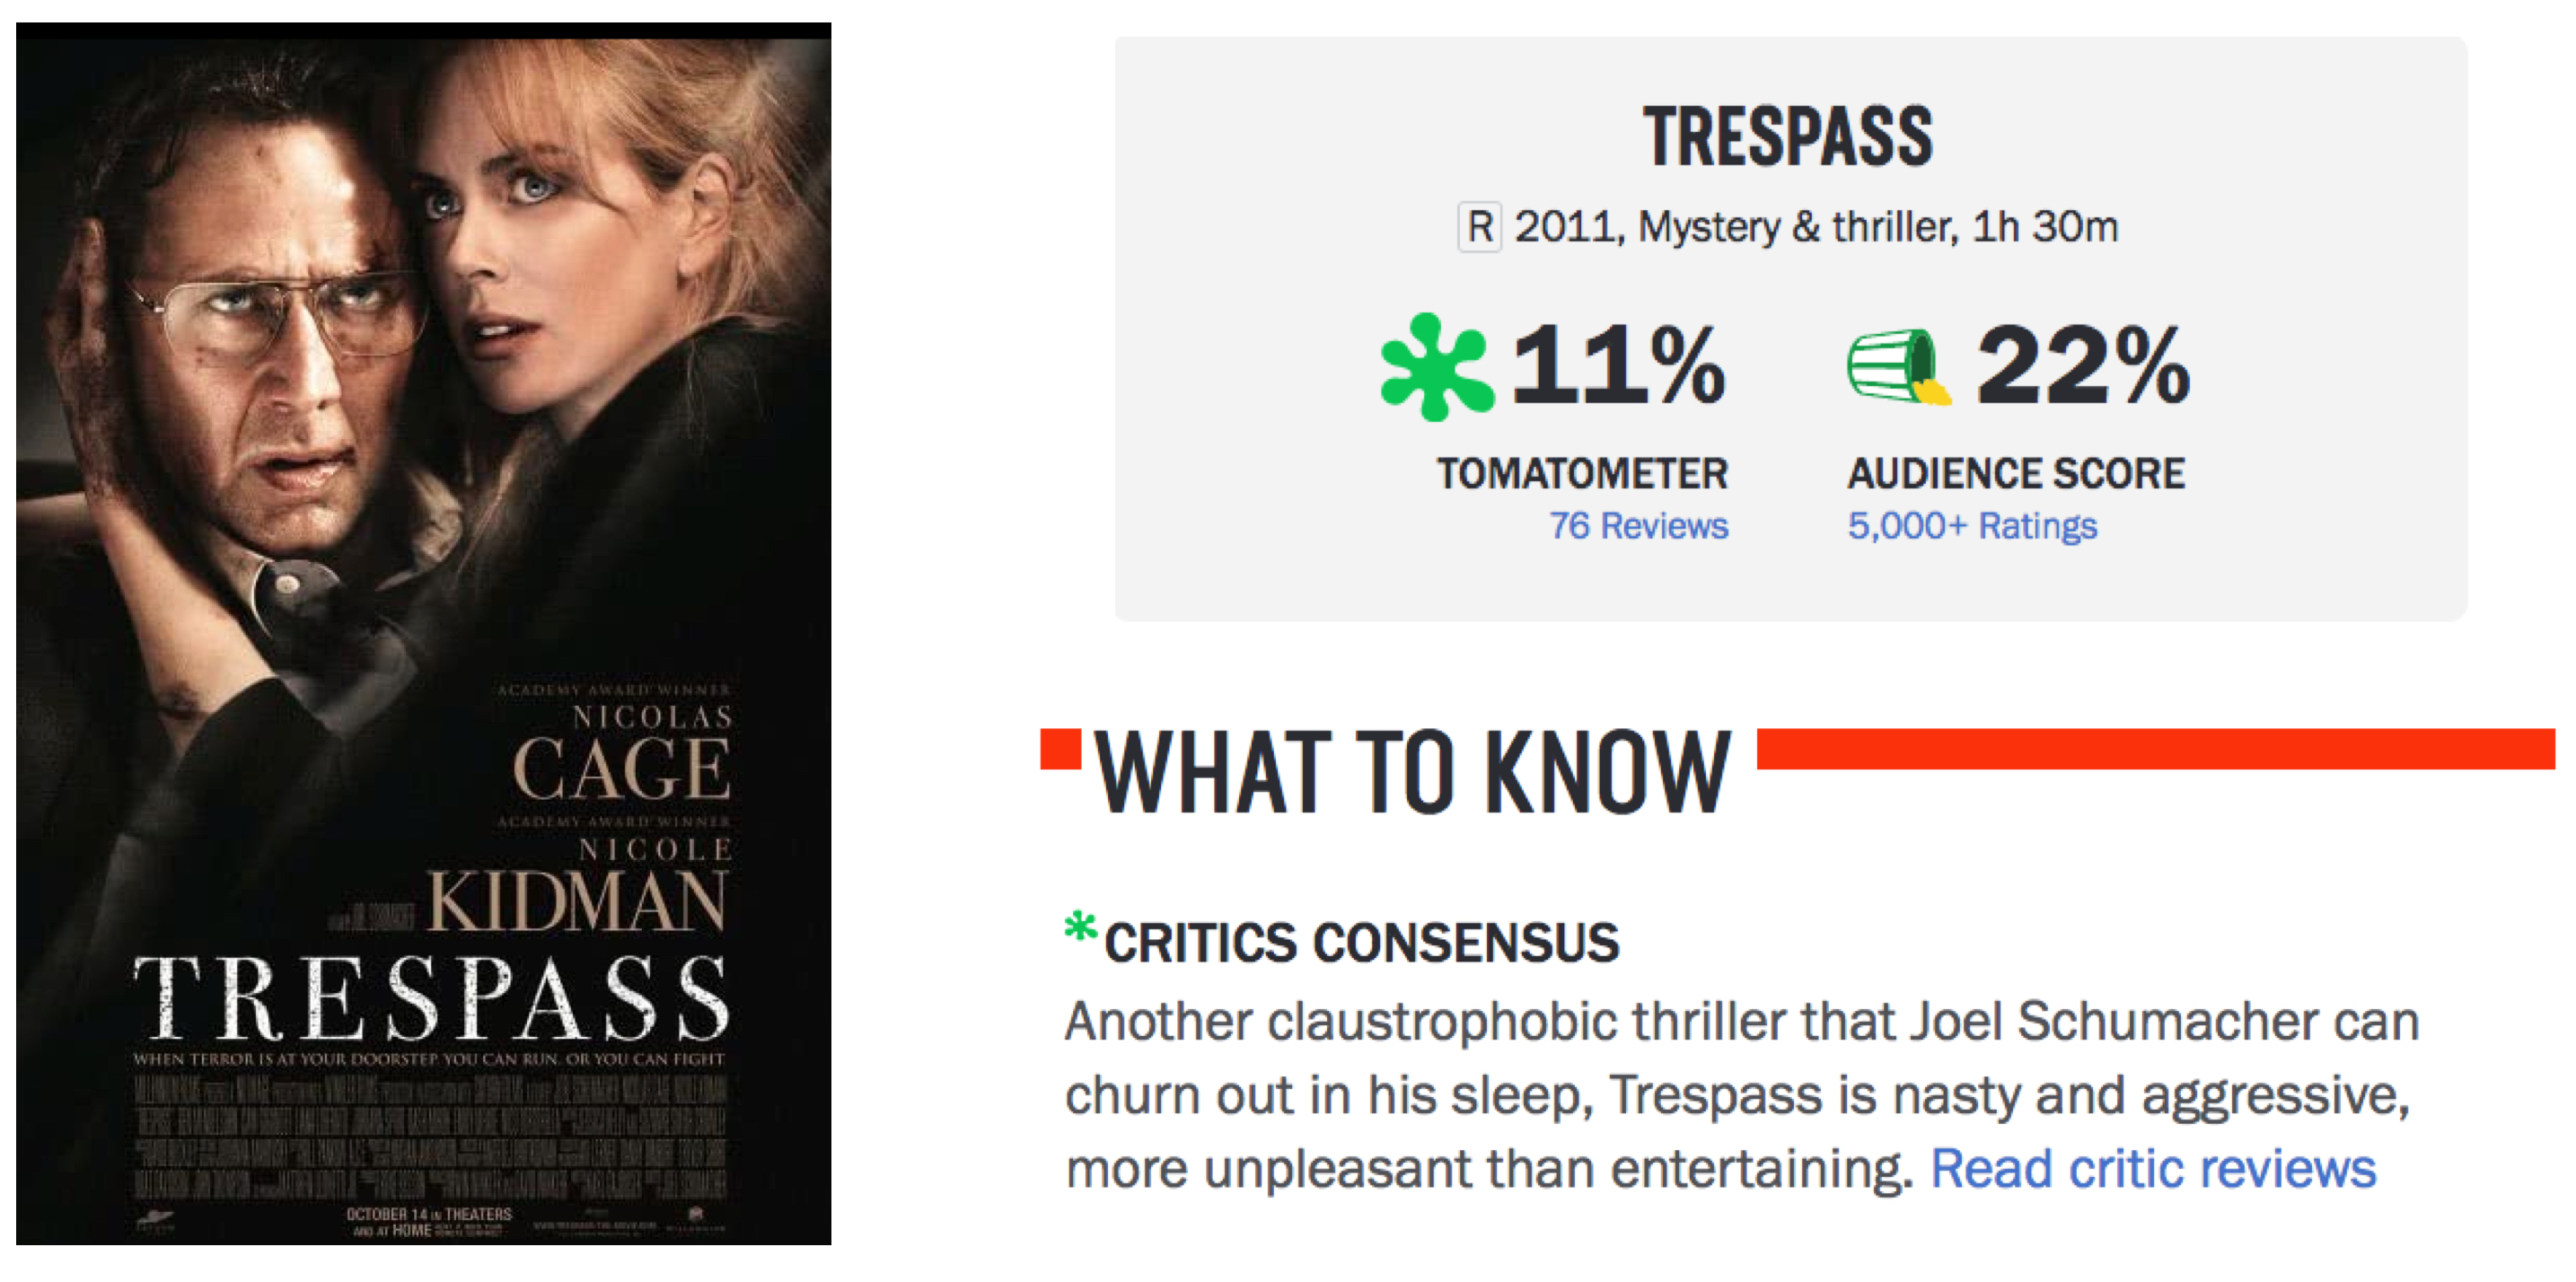 ACADEMY AWARD WINNER
NICOLAS
CAGE
ACADEMY AWARD WINNER
NICOLE
KIDMAN
TRESPASS
WHEN TERROR IS AT YOUR DOORSTEP, YOU CAN RUN, OR YOU CAN FIGHT
OCTOBER 14 IN THEATERS
AND AT HOME
TRESPASS
R 2011, Mystery & thriller, 1h 30m
11% 22%
TOMATOMETER AUDIENCE SCORE
76 Reviews 5,000+ Ratings
WHAT TO KNOW
CRITICS CONSENSUS
Another claustrophobic thriller that Joel Schumacher can
churn out in his sleep, Trespass is nasty and aggressive,
more unpleasant than entertaining. Read critic reviews